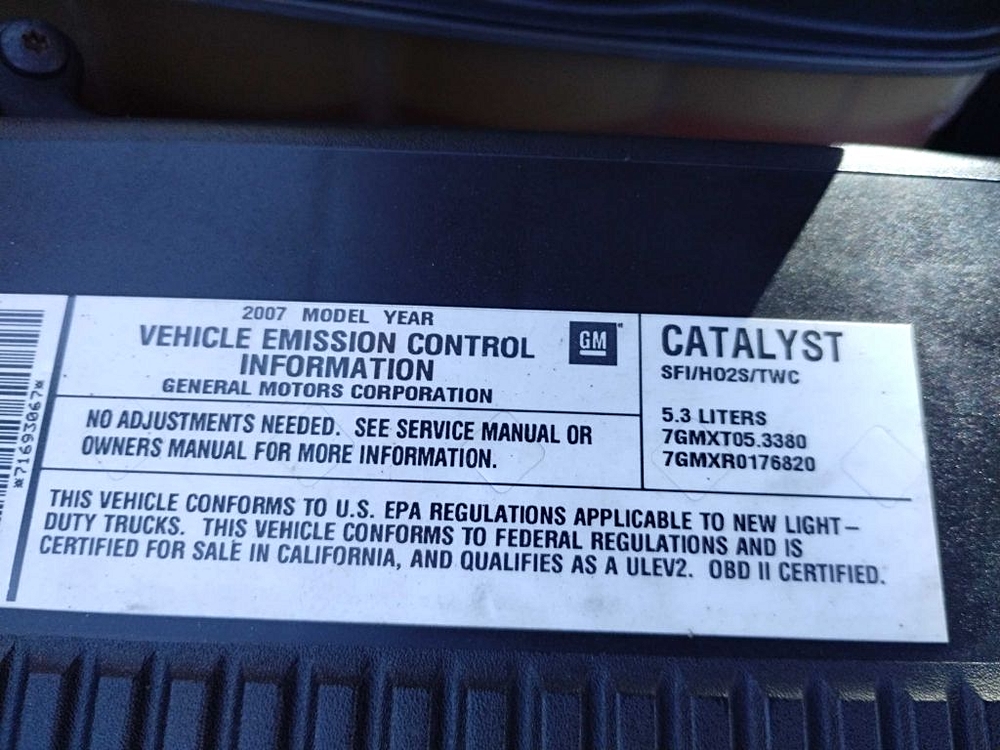 2007 MODEL YEAR
VEHICLE EMISSION CONTROL
INFORMATION
GENERAL MOTORS CORPORATION
GM
NO ADJUSTMENTS NEEDED. SEE SERVICE MANUAL OR
OWNERS MANUAL FOR MORE INFORMATION.
CATALYST
SFI/HO2S/TWC
5.3 LITERS
7GMXT05.3380
7GMXR0176820
THIS VEHICLE CONFORMS TO U.S. EPA REGULATIONS APPLICABLE TO NEW LIGHT–
DUTY TRUCKS. THIS VEHICLE CONFORMS TO FEDERAL REGULATIONS AND IS
CERTIFIED FOR SALE IN CALIFORNIA, AND QUALIFIES AS A ULEV2. OBD II CERTIFIED.
*71693067*